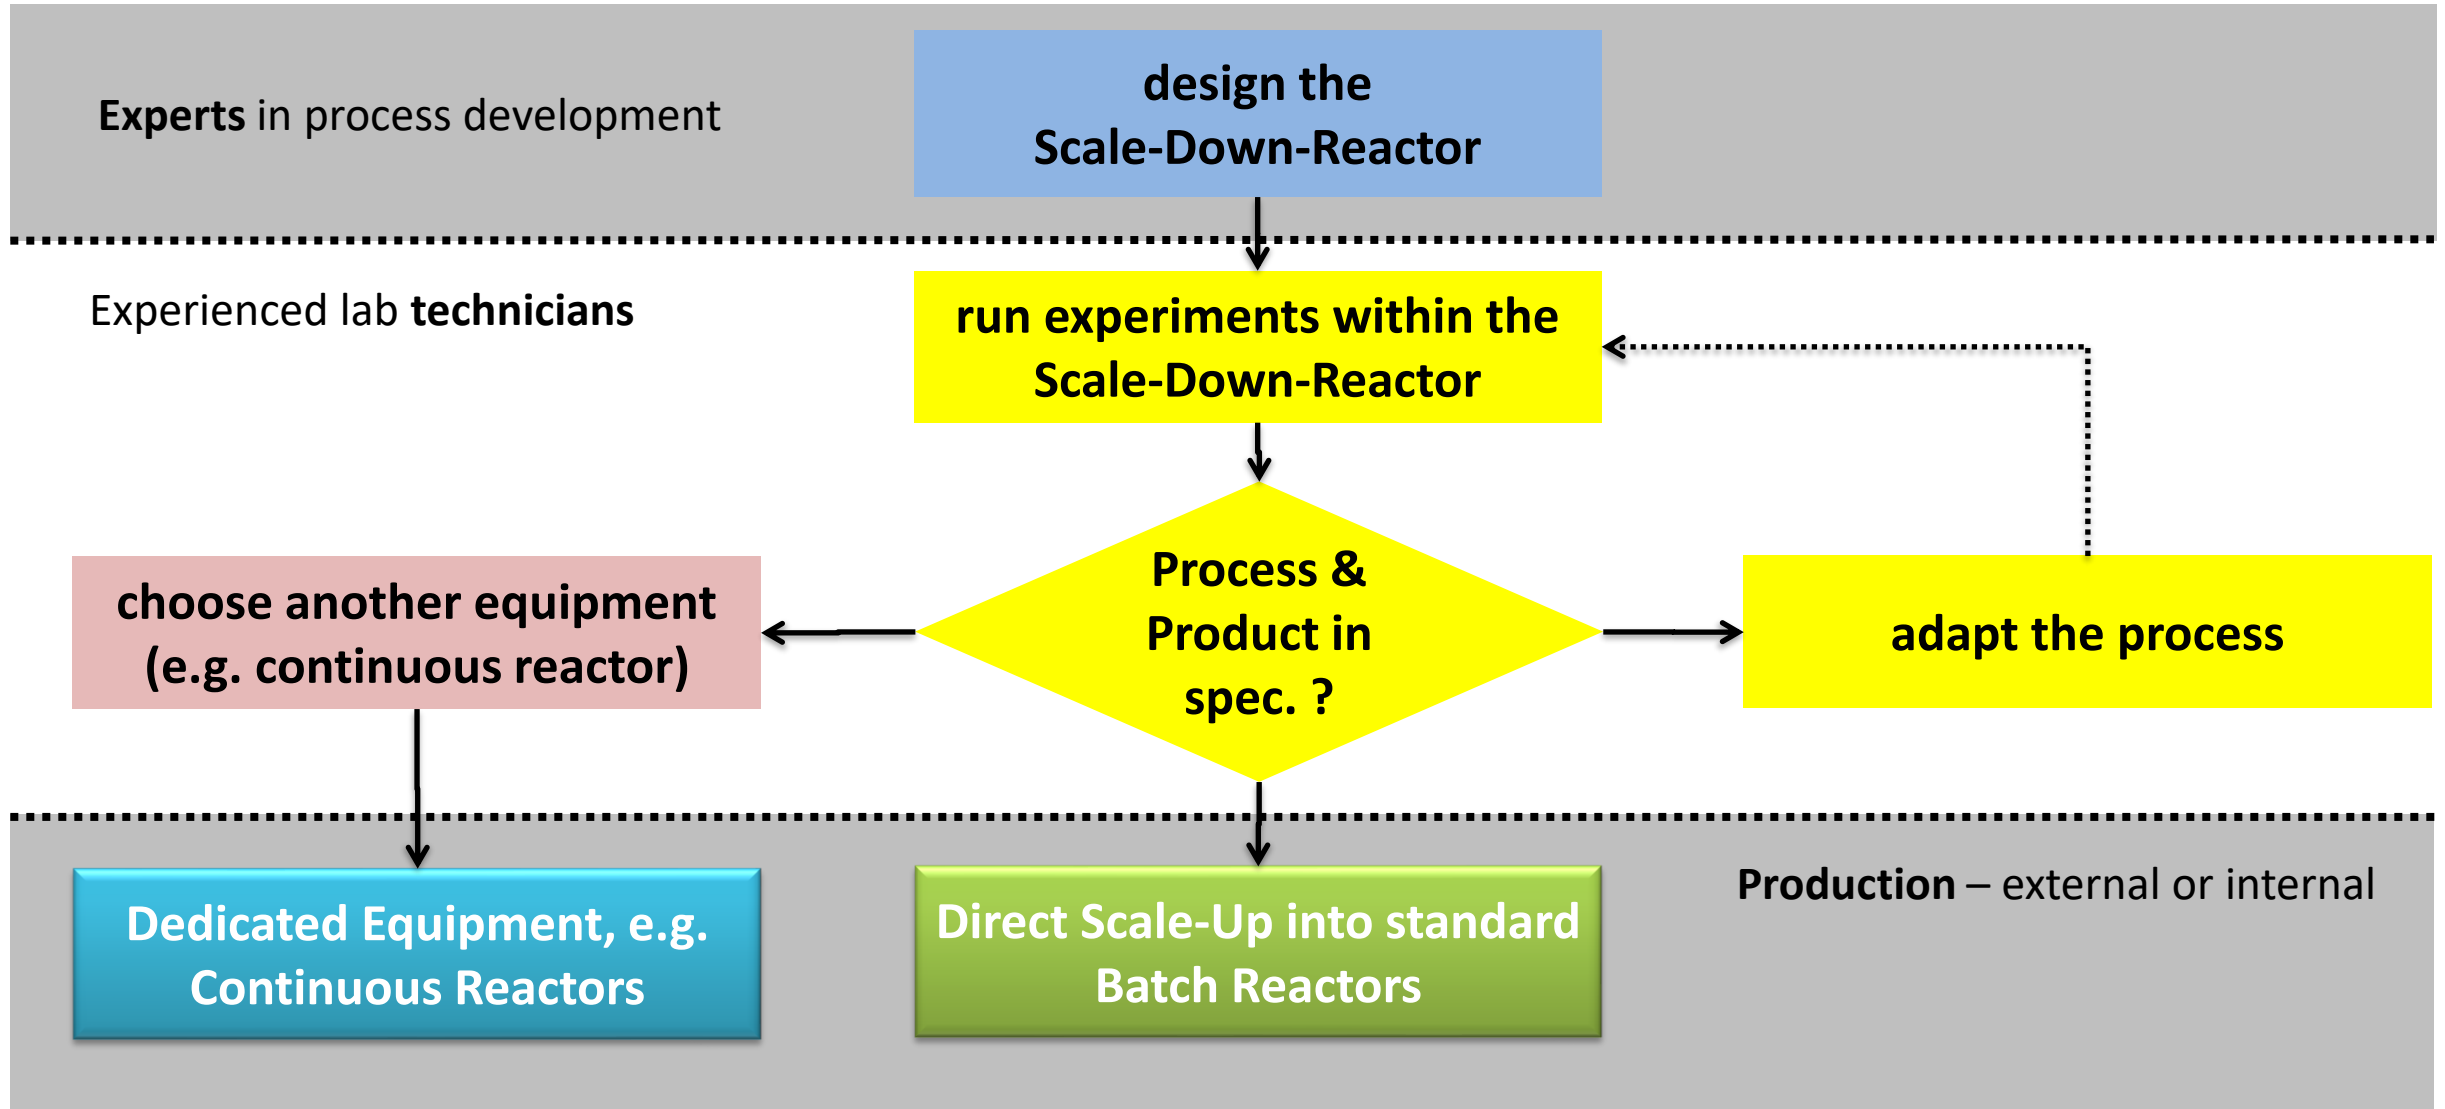 design the
Scale-Down-Reactor
Experts in process development
Experienced lab technicians
run experiments within the
Scale-Down-Reactor
Process &
Product in
spec. ?
choose another equipment
(e.g. continuous reactor)
adapt the process
Dedicated Equipment, e.g.
Continuous Reactors
Direct Scale-Up into standard
Batch Reactors
Production – external or internal